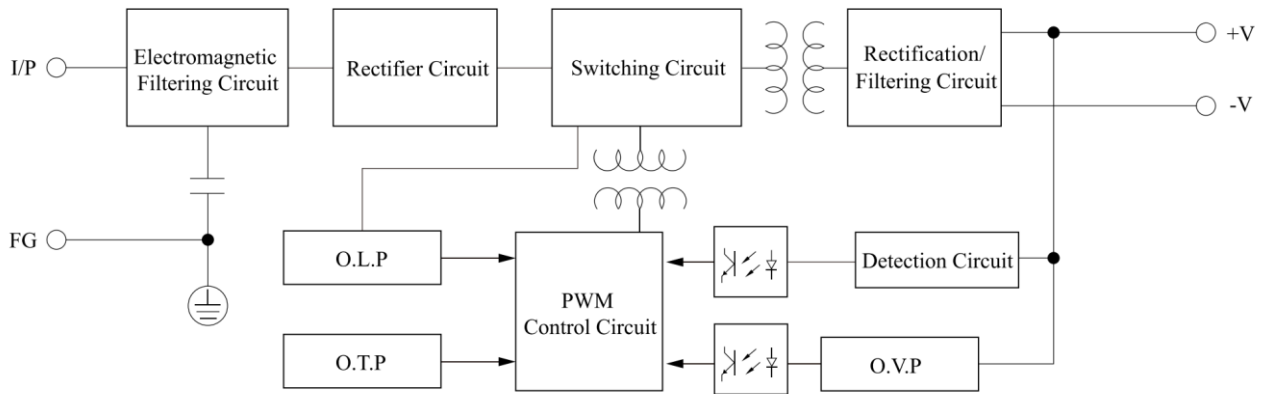 I/P
Electromagnetic
Filtering Circuit
Rectifier Circuit
Switching Circuit
Rectification/
Filtering Circuit
+V
-V
FG
O.L.P
O.T.P
PWM
Control Circuit
Detection Circuit
O.V.P